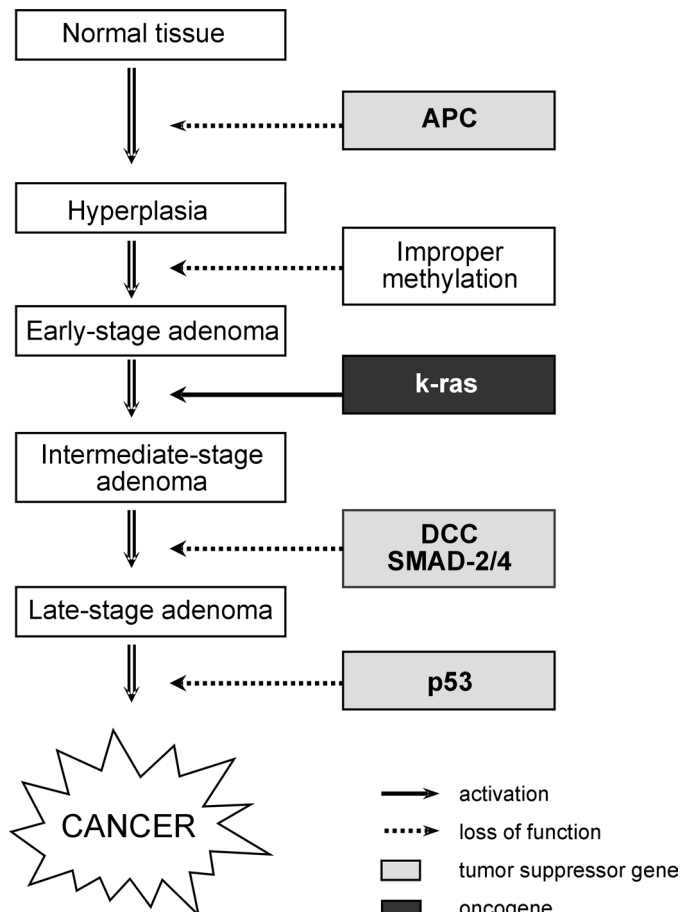 Normal tissue
APC
Hyperplasia
Improper
methylation
Early-stage adenoma
k-ras
Intermediate-stage
adenoma
DCC
SMAD-2/4
Late-stage adenoma
p53
CANCER
activation
loss of function
tumor suppressor gene
oncogene